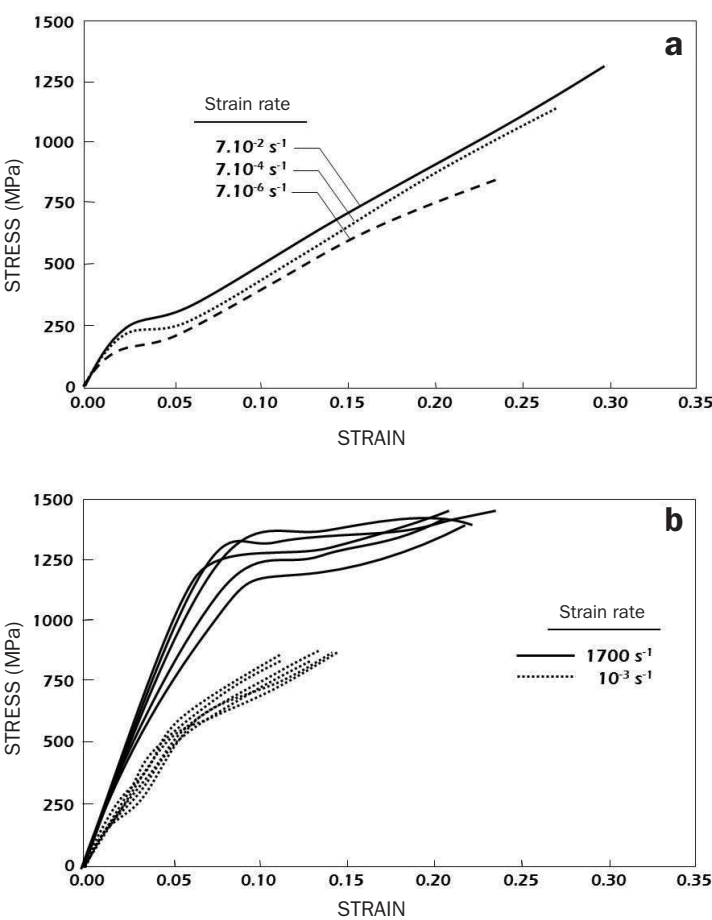 1500
a
1250
Strain rate
1000
7.10⁻² s⁻¹
7.10⁻⁴ s⁻¹
7.10⁻⁶ s⁻¹
750
500
250
0
STRESS (MPa)
0.00 0.05 0.10 0.15 0.20 0.25 0.30 0.35
STRAIN
1500
b
1250
1000
Strain rate
1700 s⁻¹
10⁻³ s⁻¹
750
500
250
0
STRESS (MPa)
0.00 0.05 0.10 0.15 0.20 0.25 0.30 0.35
STRAIN